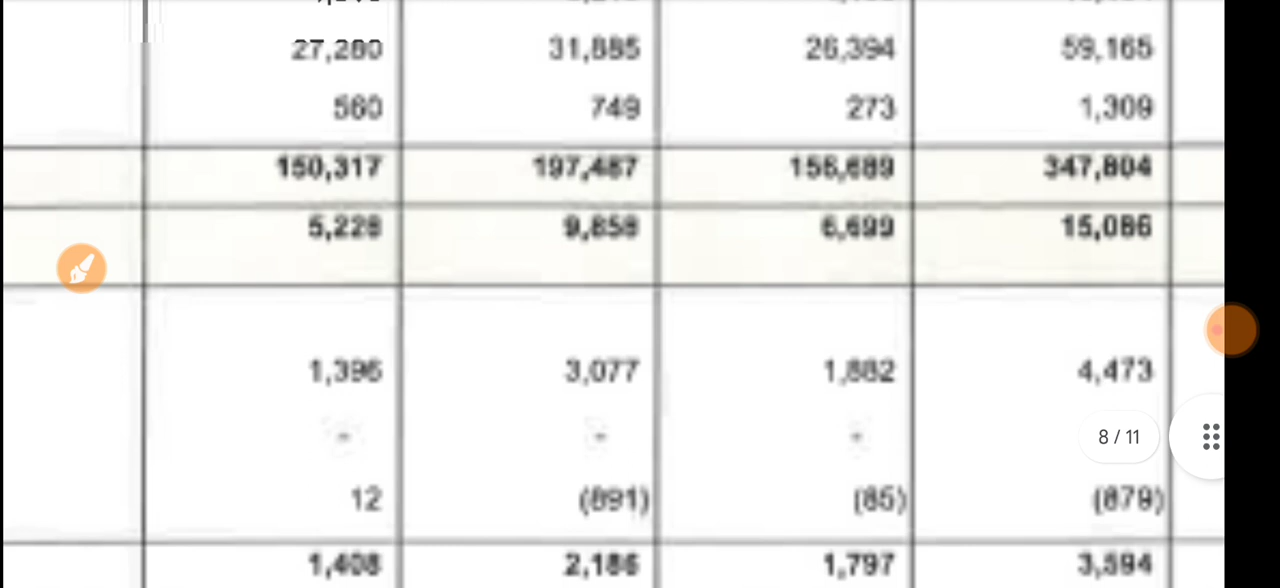 27,280 31,885 26,394 59,165
560 749 273 1,309
150,317 197,487 156,689 347,804
5,228 9,858 6,699 15,086
1,396 3,077 1,882 4,473
- - - 8 / 11
12 (891) (85) (879)
1,408 2,186 1,797 3,594